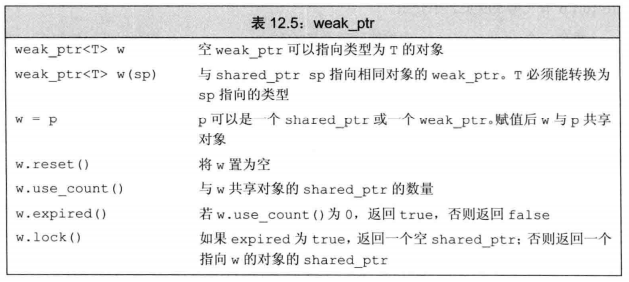 表 12.5：weak_ptr
weak_ptr<T> w 空 weak_ptr 可以指向类型为 T 的对象
weak_ptr<T> w(sp) 与 shared_ptr sp 指向相同对象的 weak_ptr。T 必须能转换为
sp 指向的类型
w = p p 可以是一个 shared_ptr 或一个 weak_ptr。赋值后 w 与 p 共享
对象
w.reset() 将 w 置为空
w.use_count() 与 w 共享对象的 shared_ptr 的数量
w.expired() 若 w.use_count() 为 0，返回 true，否则返回 false
w.lock() 如果 expired 为 true，返回一个空 shared_ptr；否则返回一个
指向 w 的对象的 shared_ptr